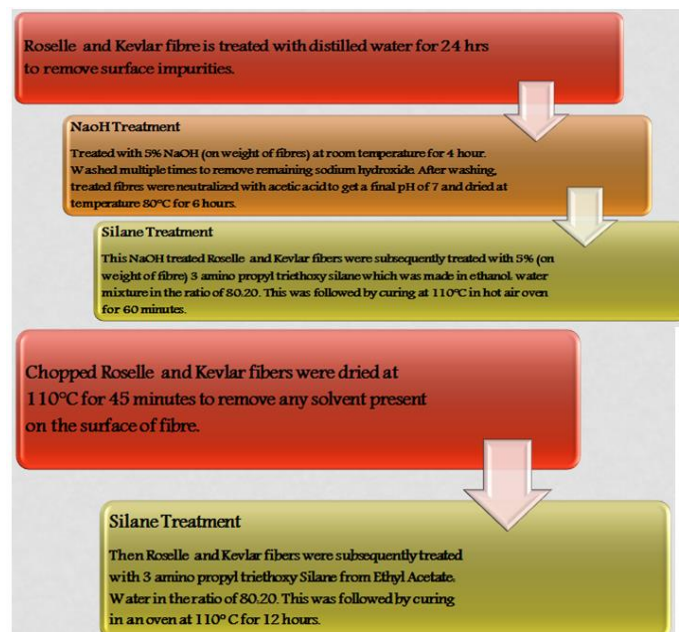 Roselle and Kevlar fibre is treated with distilled water for 24 hrs
to remove surface impurities.
NaoH Treatment
Treated with 5% NaOH (on weight of fibres) at room temperature for 4 hour.
Washed multiple times to remove remaining sodium hydroxide. After washing,
treated fibres were neutralized with acetic acid to get a final pH of 7 and dried at
temperature 80°C for 6 hours.
Silane Treatment
This NaOH treated Roselle and Kevlar fibers were subsequently treated with 5% (on
weight of fibre) 3 amino propyl triethoxy silane which was made in ethanol, water
mixture in the ratio of 80.20. This was followed by curing at 110°C in hot air oven
for 60 minutes.
Chopped Roselle and Kevlar fibers were dried at
110°C for 45 minutes to remove any solvent present
on the surface of fibre.
Silane Treatment
Then Roselle and Kevlar fibers were subsequently treated
with 3 amino propyl triethoxy Silane from Ethyl Acetate,
Water in the ratio of 80.20. This was followed by curing
in an oven at 110° C for 12 hours.